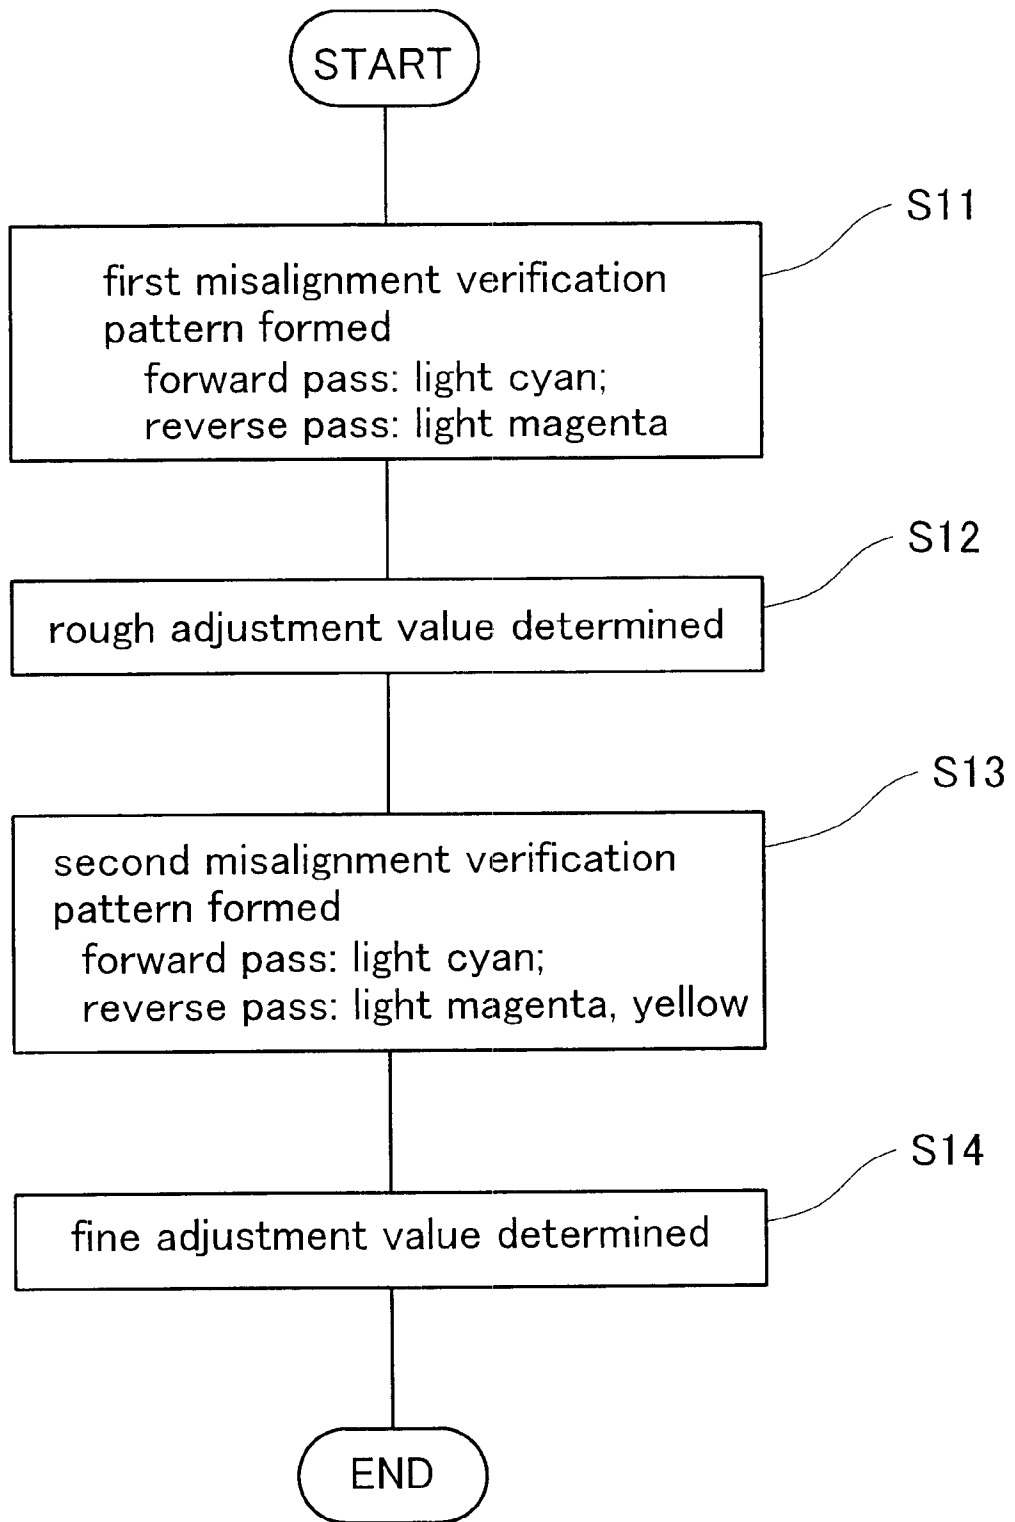 START
S11
first misalignment verification
pattern formed
forward pass: light cyan;
reverse pass: light magenta
S12
rough adjustment value determined
S13
second misalignment verification
pattern formed
forward pass: light cyan;
reverse pass: light magenta, yellow
S14
fine adjustment value determined
END